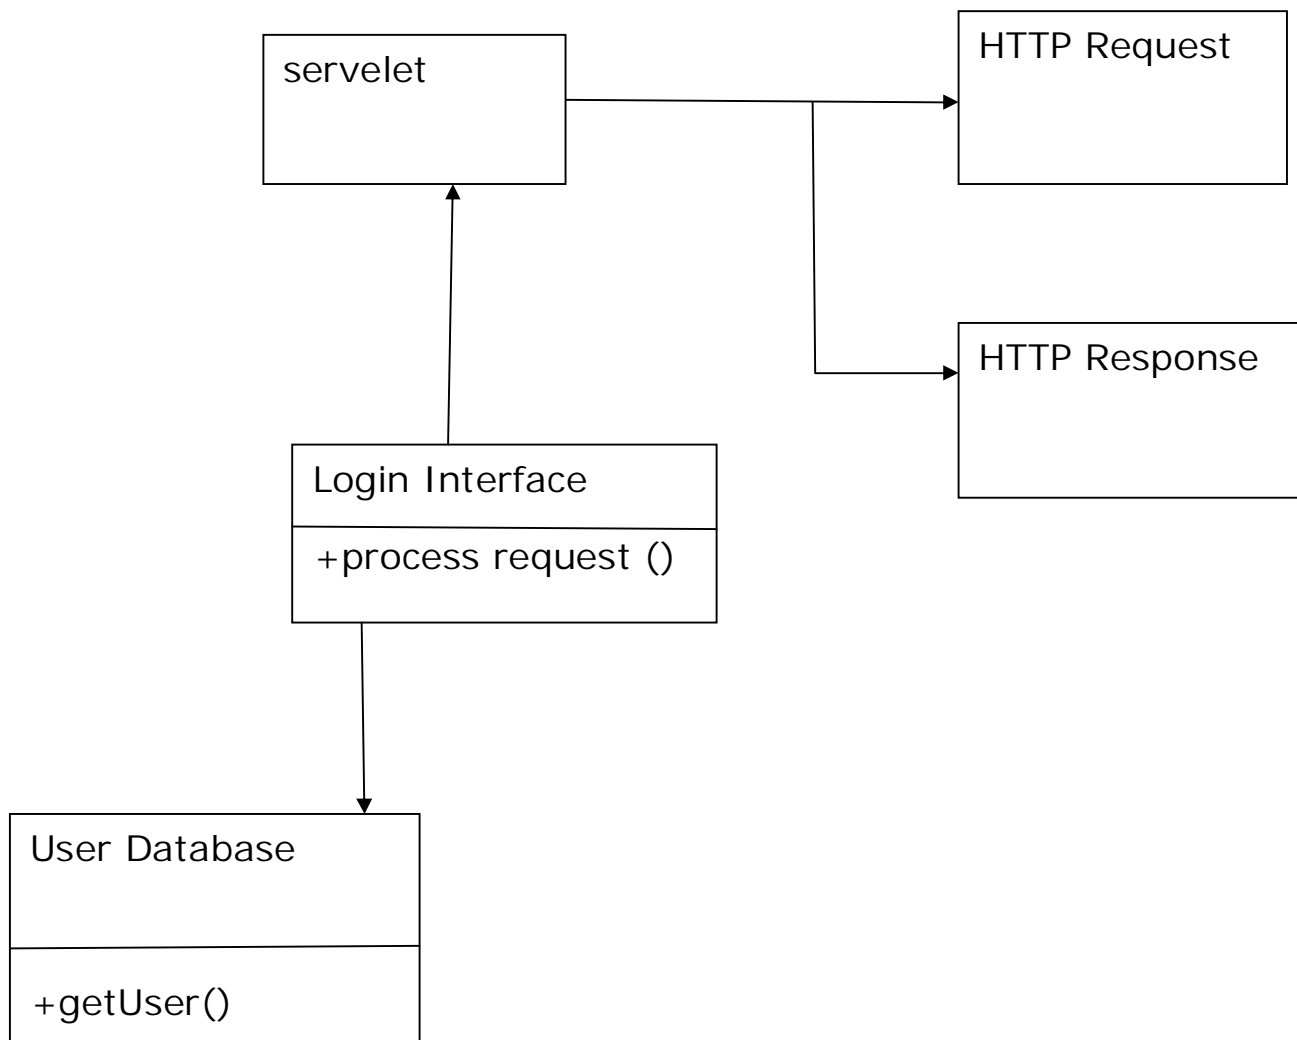 servelet
HTTP Request
HTTP Response
Login Interface
+process request ()
User Database
+getUser()